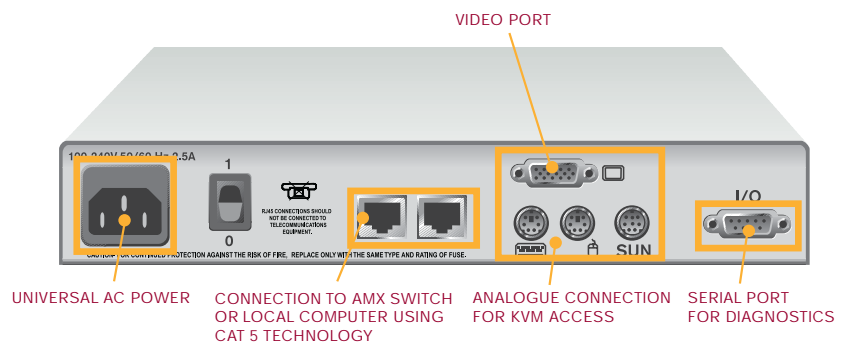 VIDEO PORT
100-240V 50/60 Hz 2.5A
1
I/O
RJ45 CONNECTIONS SHOULD
NOT BE CONNECTED TO
TELECOMMUNICATIONS
EQUIPMENT.
0
SUN
CAUTION: FOR CONTINUED PROTECTION AGAINST THE RISK OF FIRE, REPLACE ONLY WITH THE SAME TYPE AND RATING OF FUSE.
UNIVERSAL AC POWER
CONNECTION TO AMX SWITCH
OR LOCAL COMPUTER USING
CAT 5 TECHNOLOGY
ANALOGUE CONNECTION
FOR KVM ACCESS
SERIAL PORT
FOR DIAGNOSTICS